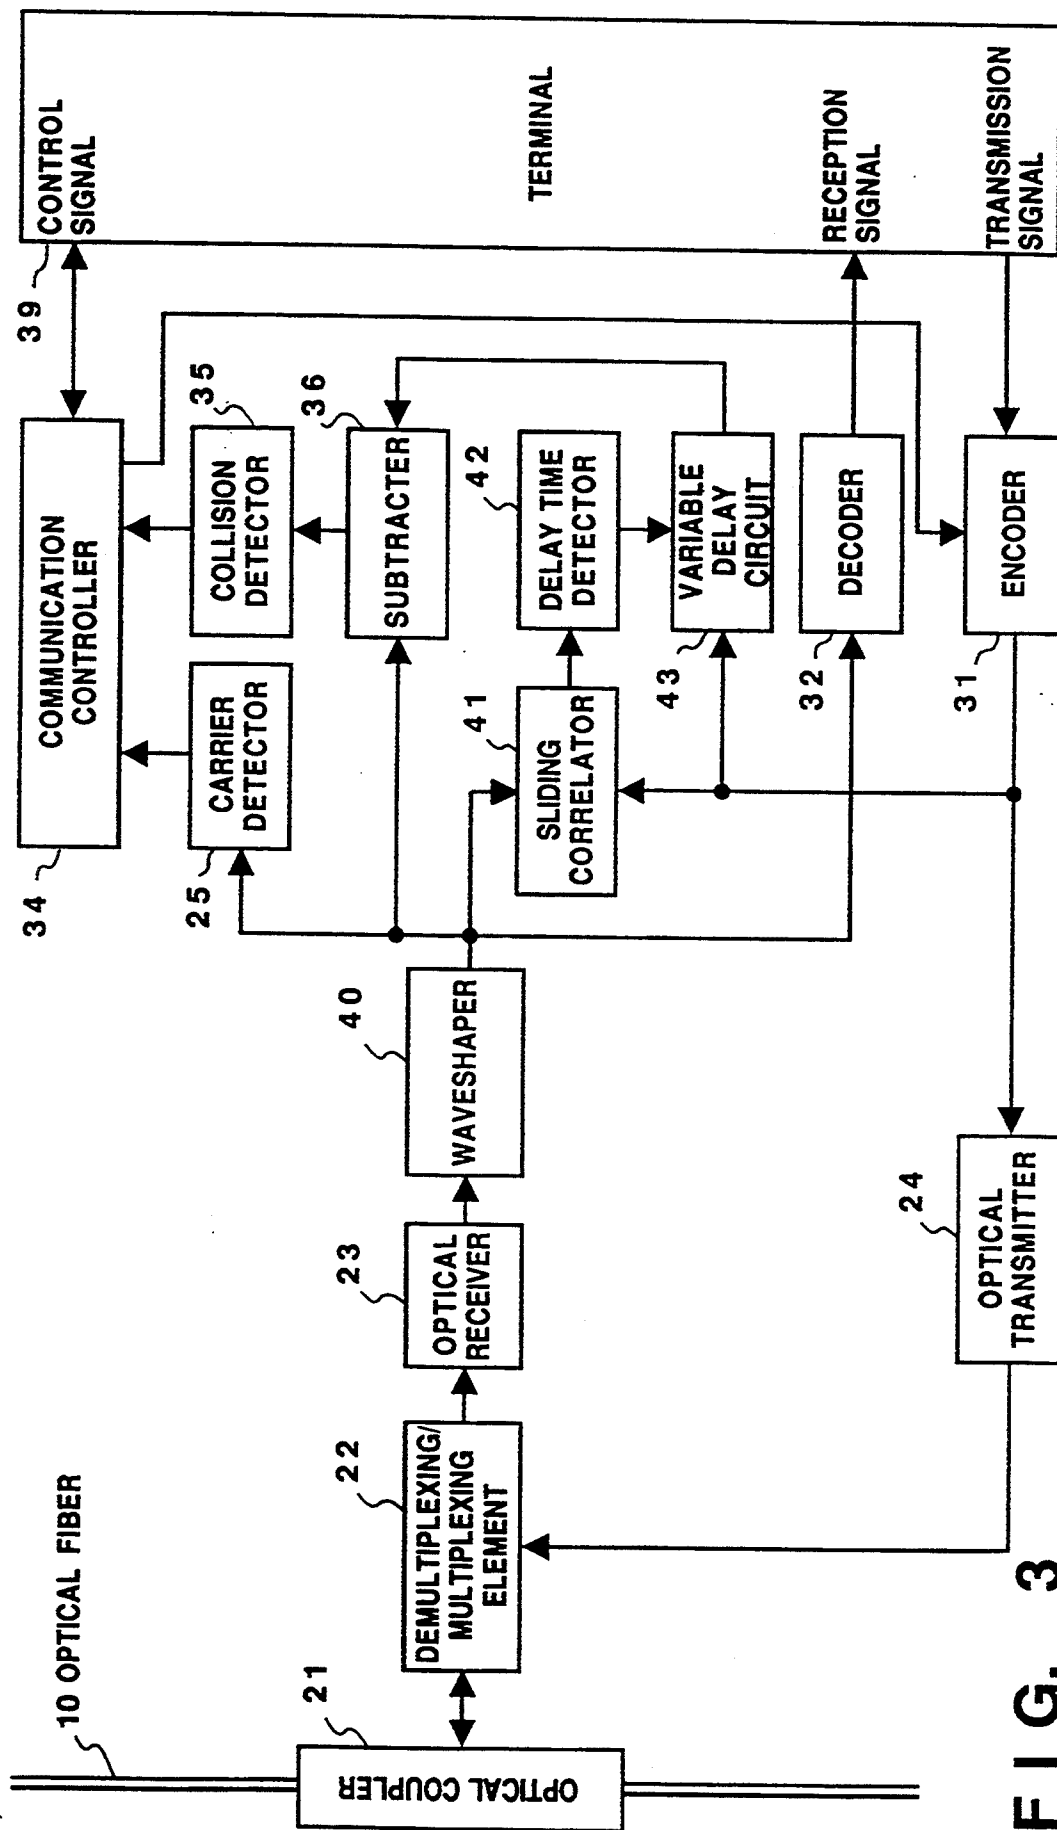 10 OPTICAL FIBER
21
OPTICAL COUPLER
22
DEMULTIPLEXING/
MULTIPLEXING
ELEMENT
23
OPTICAL
RECEIVER
40
WAVESHAPER
24
OPTICAL
TRANSMITTER
34
COMMUNICATION
CONTROLLER
25
CARRIER
DETECTOR
35
COLLISION
DETECTOR
36
SUBTRACTER
41
SLIDING
CORRELATOR
42
DELAY TIME
DETECTOR
43
VARIABLE
DELAY
CIRCUIT
32
DECODER
31
ENCODER
39
CONTROL
SIGNAL
TERMINAL
RECEPTION
SIGNAL
TRANSMISSION
SIGNAL
FIG. 3